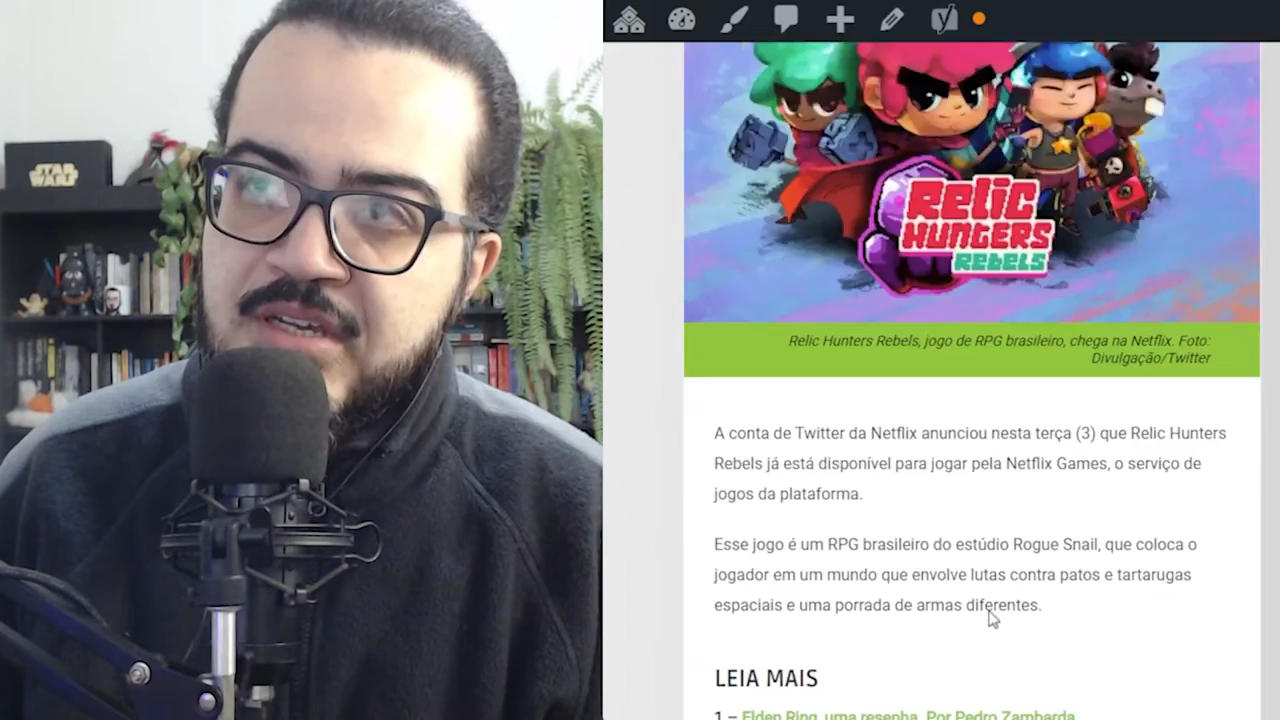 STAR
WARS
Relic
HUNTERS
REBELS
Relic Hunters Rebels, jogo de RPG brasileiro, chega na Netflix. Foto:
Divulgação/Twitter
A conta de Twitter da Netflix anunciou nesta terça (3) que Relic Hunters
Rebels já está disponível para jogar pela Netflix Games, o serviço de
jogos da plataforma.
Esse jogo é um RPG brasileiro do estúdio Rogue Snail, que coloca o
jogador em um mundo que envolve lutas contra patos e tartarugas
espaciais e uma porrada de armas diferentes.
LEIA MAIS
1 – Elden Ring, uma resenha. Por Pedro Zambarda